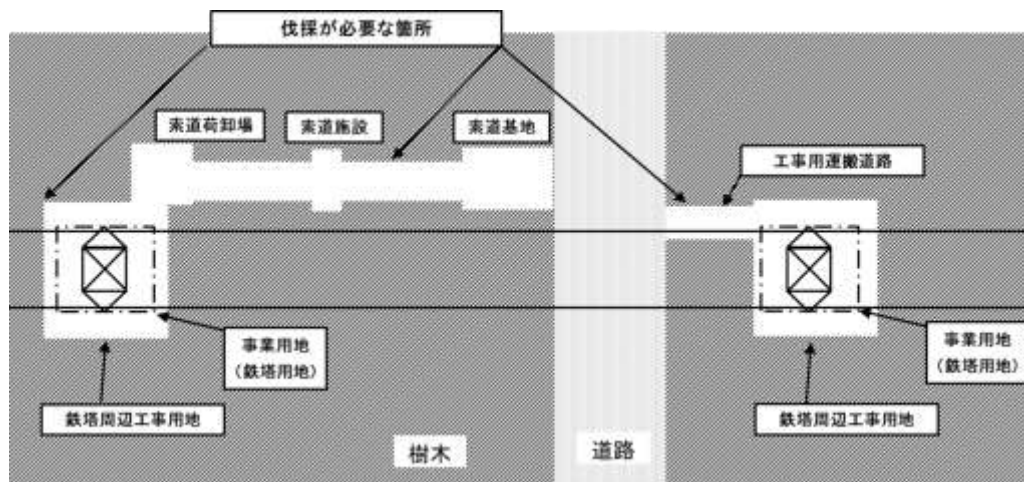 伐採が必要な箇所
索道荷卸場
索道施設
索道基地
工事用運搬道路
事業用地
（鉄塔用地）
事業用地
（鉄塔用地）
鉄塔周辺工事用地
鉄塔周辺工事用地
樹木
道路